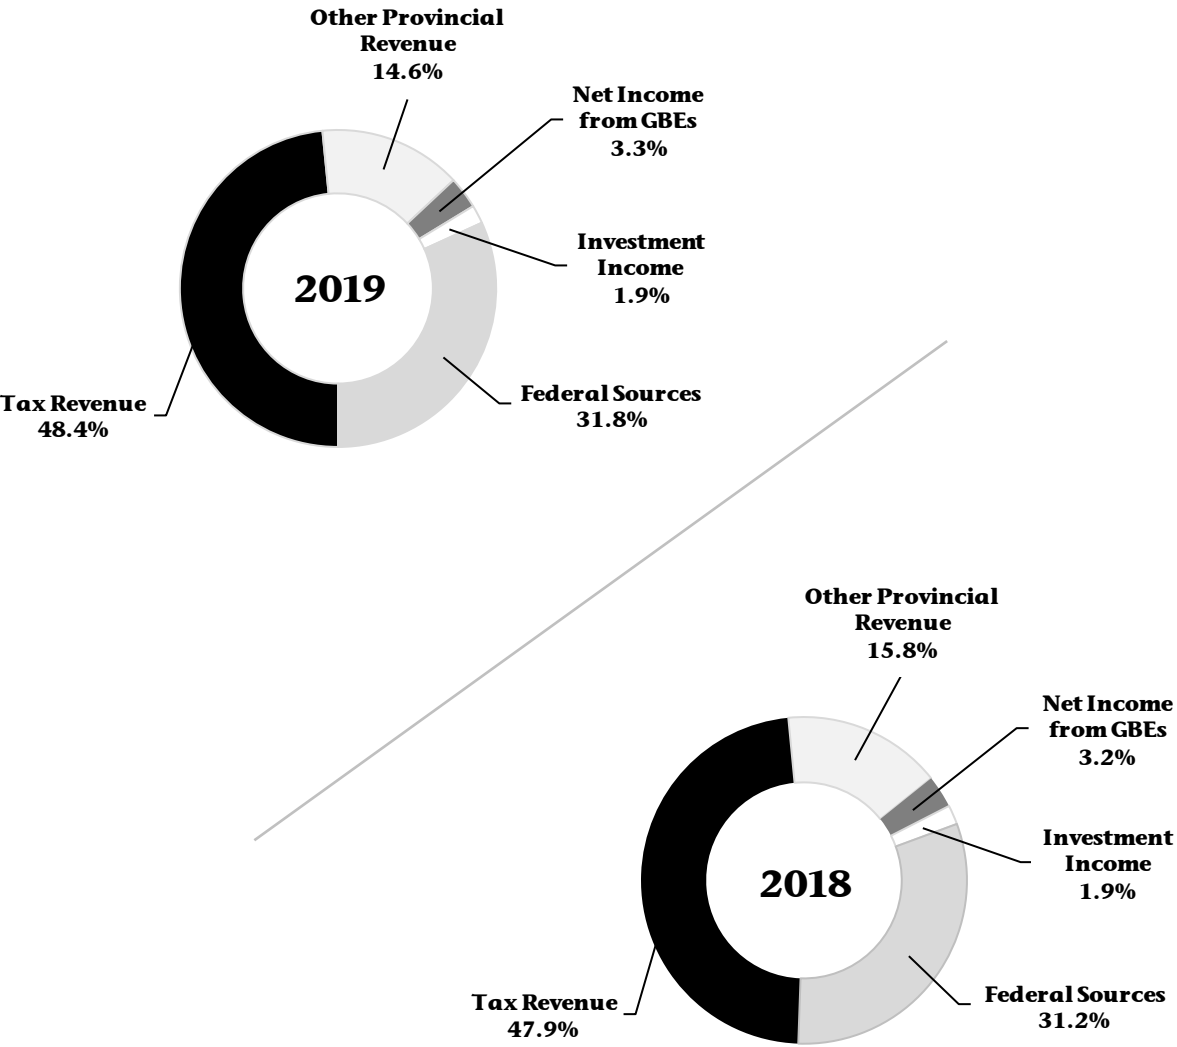 Other Provincial
Revenue
14.6%
Net Income
from GBEs
3.3%
Investment
Income
1.9%
2019
Federal Sources
31.8%
Tax Revenue
48.4%
Other Provincial
Revenue
15.8%
Net Income
from GBEs
3.2%
Investment
Income
1.9%
2018
Federal Sources
31.2%
Tax Revenue
47.9%